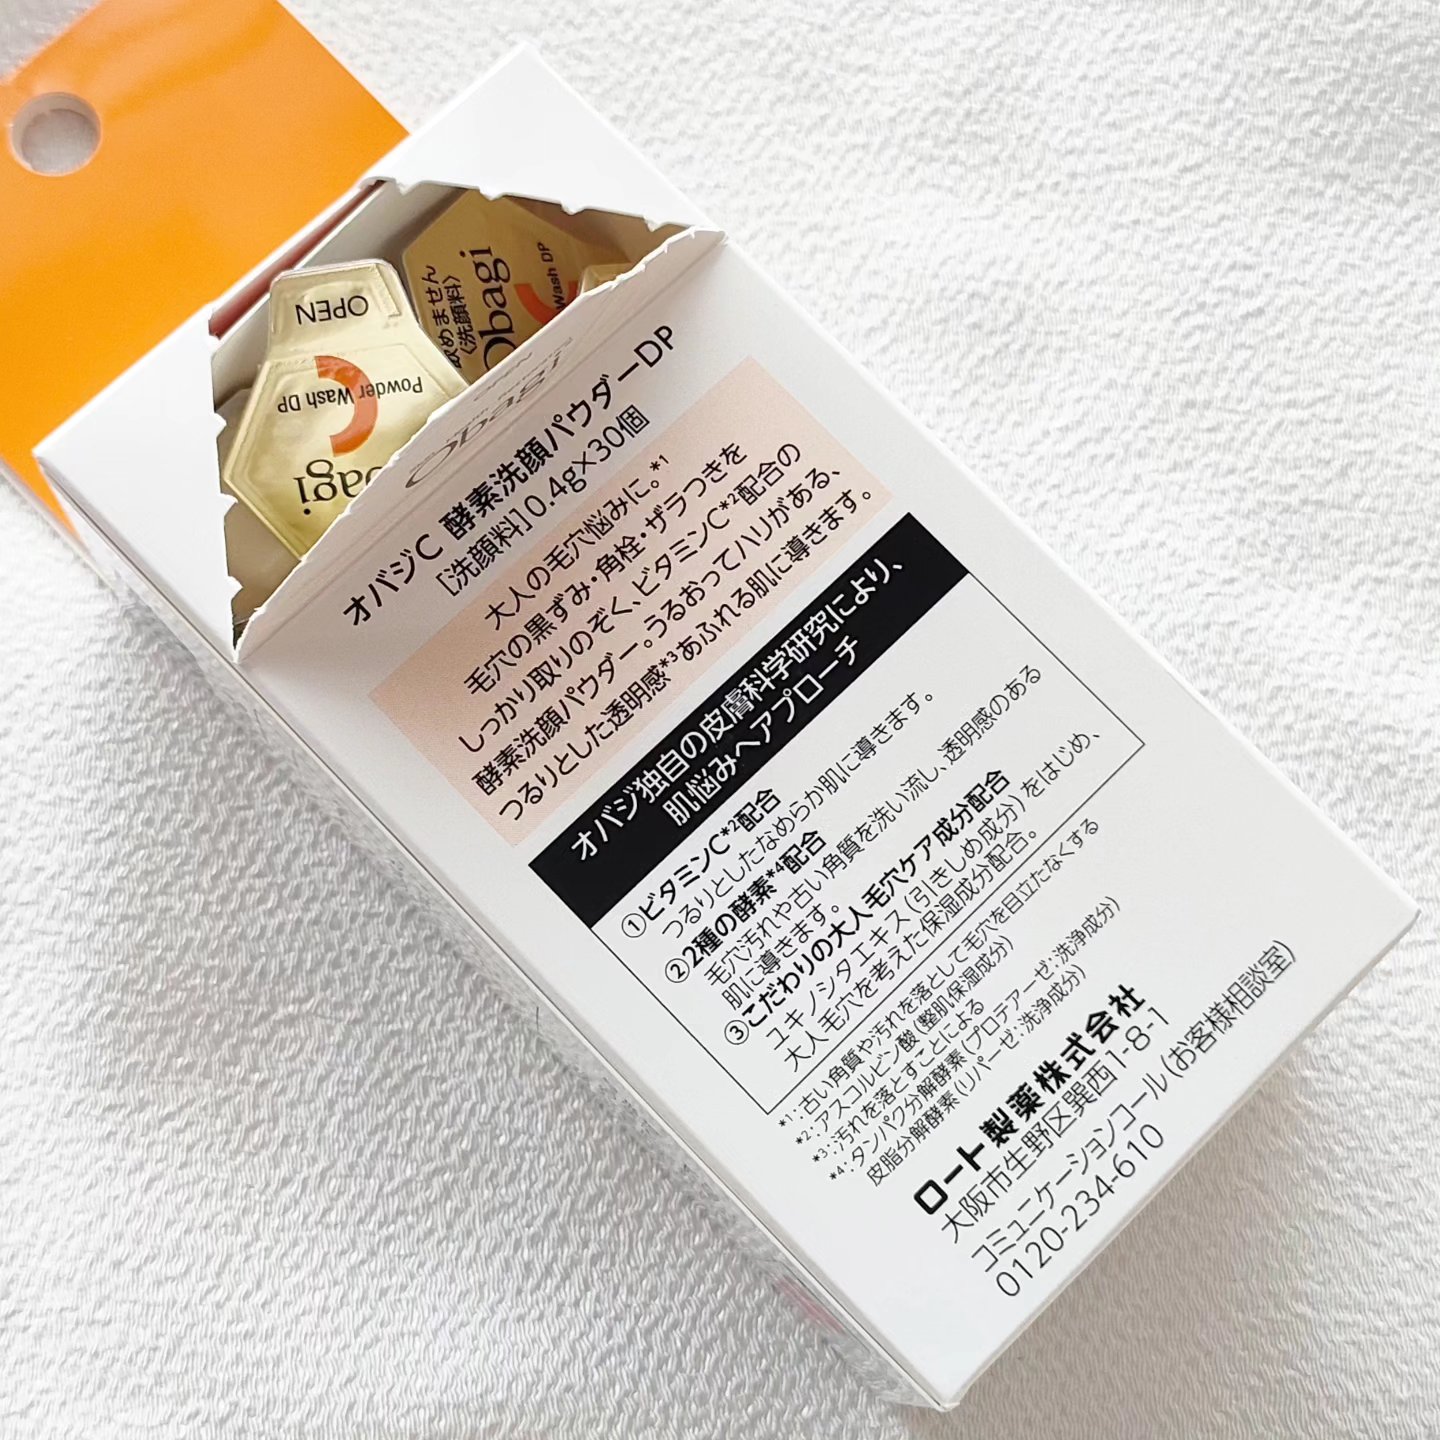 OPEN
Powder Wash DP
C
bagi
飲めません
〈洗顔料〉
Obagi
Wash DP
Obagi
オバジC 酵素洗顔パウダーDP
[洗顔料]0.4g×30個
大人の毛穴悩みに。*1
毛穴の黒ずみ・角栓・ザラつきを
しっかり取りのぞく、ビタミンC*2配合の
酵素洗顔パウダー。うるおってハリがある、
つるりとした透明感*3あふれる肌に導きます。
オバジ独自の皮膚科学研究により、
肌悩みへアプローチ
①ビタミンC*2配合
つるりとしたなめらか肌に導きます。
②2種の酵素*4配合
毛穴汚れや古い角質を洗い流し、透明感のある
肌に導きます。
③こだわりの大人毛穴ケア成分配合
ユキノシタエキス(引きしめ成分)をはじめ、
大人毛穴を考えた保湿成分配合。
*1:古い角質や汚れを落として毛穴を目立たなくする
*2:アスコルビン酸(整肌保湿成分)
*3:汚れを落とすことによる
*4:タンパク分解酵素(プロテアーゼ:洗浄成分)
皮脂分解酵素(リパーゼ:洗浄成分)
ロート製薬株式会社
大阪市生野区巽西1-8-1
コミュニケーションコール(お客様相談室)
0120-234-610